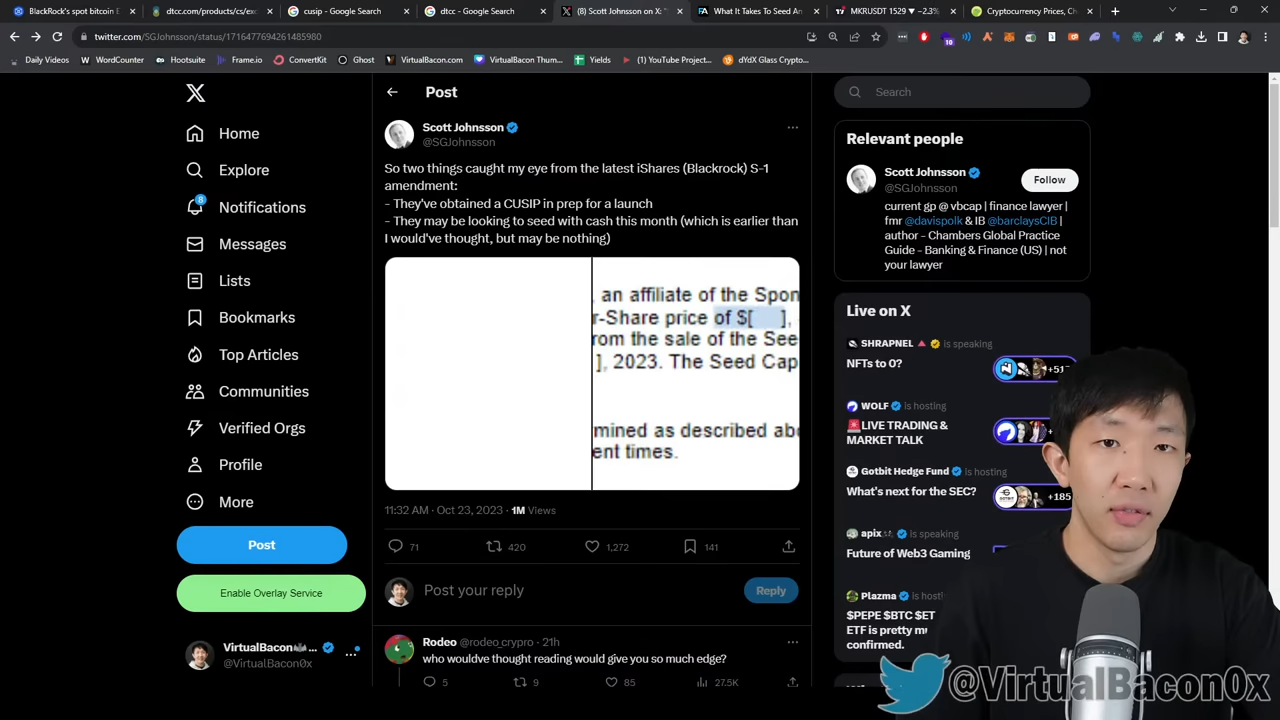 BlackRock's spot bitcoin E
dtcc.com/products/cs/exc
cusip - Google Search
dtcc - Google Search
(8) Scott Johnsson on X: "
What It Takes To Seed An
MKRUSDT 1529 ▼ −2.3%
Cryptocurrency Prices, Ch
twitter.com/SGJohnsson/status/1716477694261485980
10
Daily Videos
WordCounter
Hootsuite
Frame.io
ConvertKit
Ghost
VirtualBacon.com
VirtualBacon Thum...
Yields
(1) YouTube Project...
dYdX Glass Crypto...
Home
Explore
8
Notifications
Messages
Lists
Bookmarks
Top Articles
Communities
Verified Orgs
Profile
More
Post
Enable Overlay Service
VirtualBacon...
@VirtualBacon0x
Post
Scott Johnsson
@SGJohnsson
So two things caught my eye from the latest iShares (Blackrock) S-1
amendment:
- They've obtained a CUSIP in prep for a launch
- They may be looking to seed with cash this month (which is earlier than
I would've thought, but may be nothing)
, an affiliate of the Spon
r-Share price of $[ ],
rom the sale of the See
], 2023. The Seed Cap
mined as described abo
ent times.
11:32 AM · Oct 23, 2023 · 1M Views
71
420
1,272
141
Post your reply
Reply
Rodeo @rodeo_crypro · 21h
who wouldve thought reading would give you so much edge?
5
9
85
27.5K
Search
Relevant people
Scott Johnsson
@SGJohnsson
Follow
current gp @ vbcap | finance lawyer |
fmr @davispolk & IB @barclaysCIB |
author - Chambers Global Practice
Guide - Banking & Finance (US) | not
your lawyer
Live on X
SHRAPNEL is speaking
NFTs to 0?
+517
WOLF is hosting
LIVE TRADING &
MARKET TALK
Gotbit Hedge Fund is hosting
What's next for the SEC?
+185
apix is speaking
Future of Web3 Gaming
Plazma is hosti
$PEPE $BTC $ET
ETF is pretty mu
confirmed.
@VirtualBacon0x